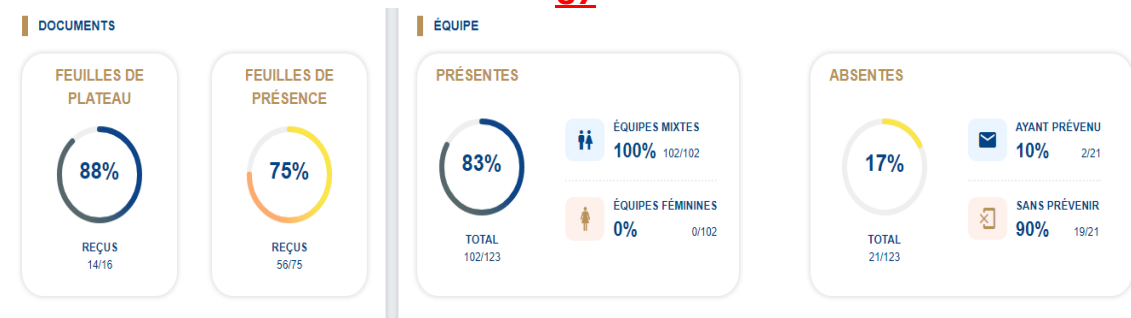 DOCUMENTS
FEUILLES DE
PLATEAU
88%
REÇUS
14/16
FEUILLES DE
PRÉSENCE
75%
REÇUS
56/75
ÉQUIPE
PRÉSENTES
83%
TOTAL
102/123
ÉQUIPES MIXTES
100% 102/102
ÉQUIPES FÉMININES
0% 0/102
ABSENTES
17%
TOTAL
21/123
AYANT PRÉVENU
10% 2/21
SANS PRÉVENIR
90% 19/21